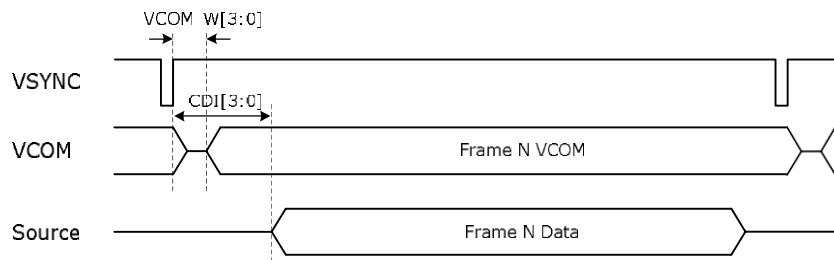 VCOM W[3:0]
VSYNC
CDI[3:0]
VCOM Frame N VCOM
Source Frame N Data